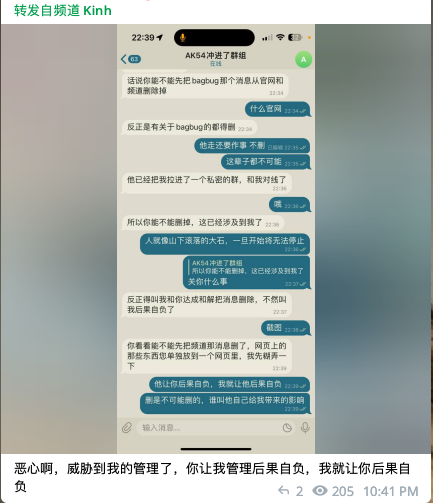 转发自频道 Kinh
22:39
63
AK54冲进了群组
在线
A
话说你能不能先把bagbug那个消息从官网和
频道删除掉
22:34
什么官网
22:34
反正是有关于bagbug的都得删
22:34
他走还要作事 不删
已编辑 22:35
这辈子都不可能
22:35
他已经把我拉进了一个私密的群，和我对线了
22:36
哦
22:36
所以你能不能删掉，这已经涉及到我了
22:36
人就像山下滚落的大石，一旦开始将无法停止
22:36
AK54冲进了群组
所以你能不能删掉，这已经涉及到我了
关你什么事
22:37
反正得叫我和你达成和解把消息删除，不然叫
我后果自负了
22:37
截图
22:38
你看看能不能先把频道那消息删了，网页上的
那些东西您单独放到一个网页里，我先糊弄一
下
22:39
他让你后果自负，我就让他后果自负
22:39
删是不可能删的，谁叫他自己给我带来的影响
22:39
输入消息...
恶心啊，威胁到我的管理了，你让我管理后果自负，我就让你后果自
负
2
205
10:41 PM